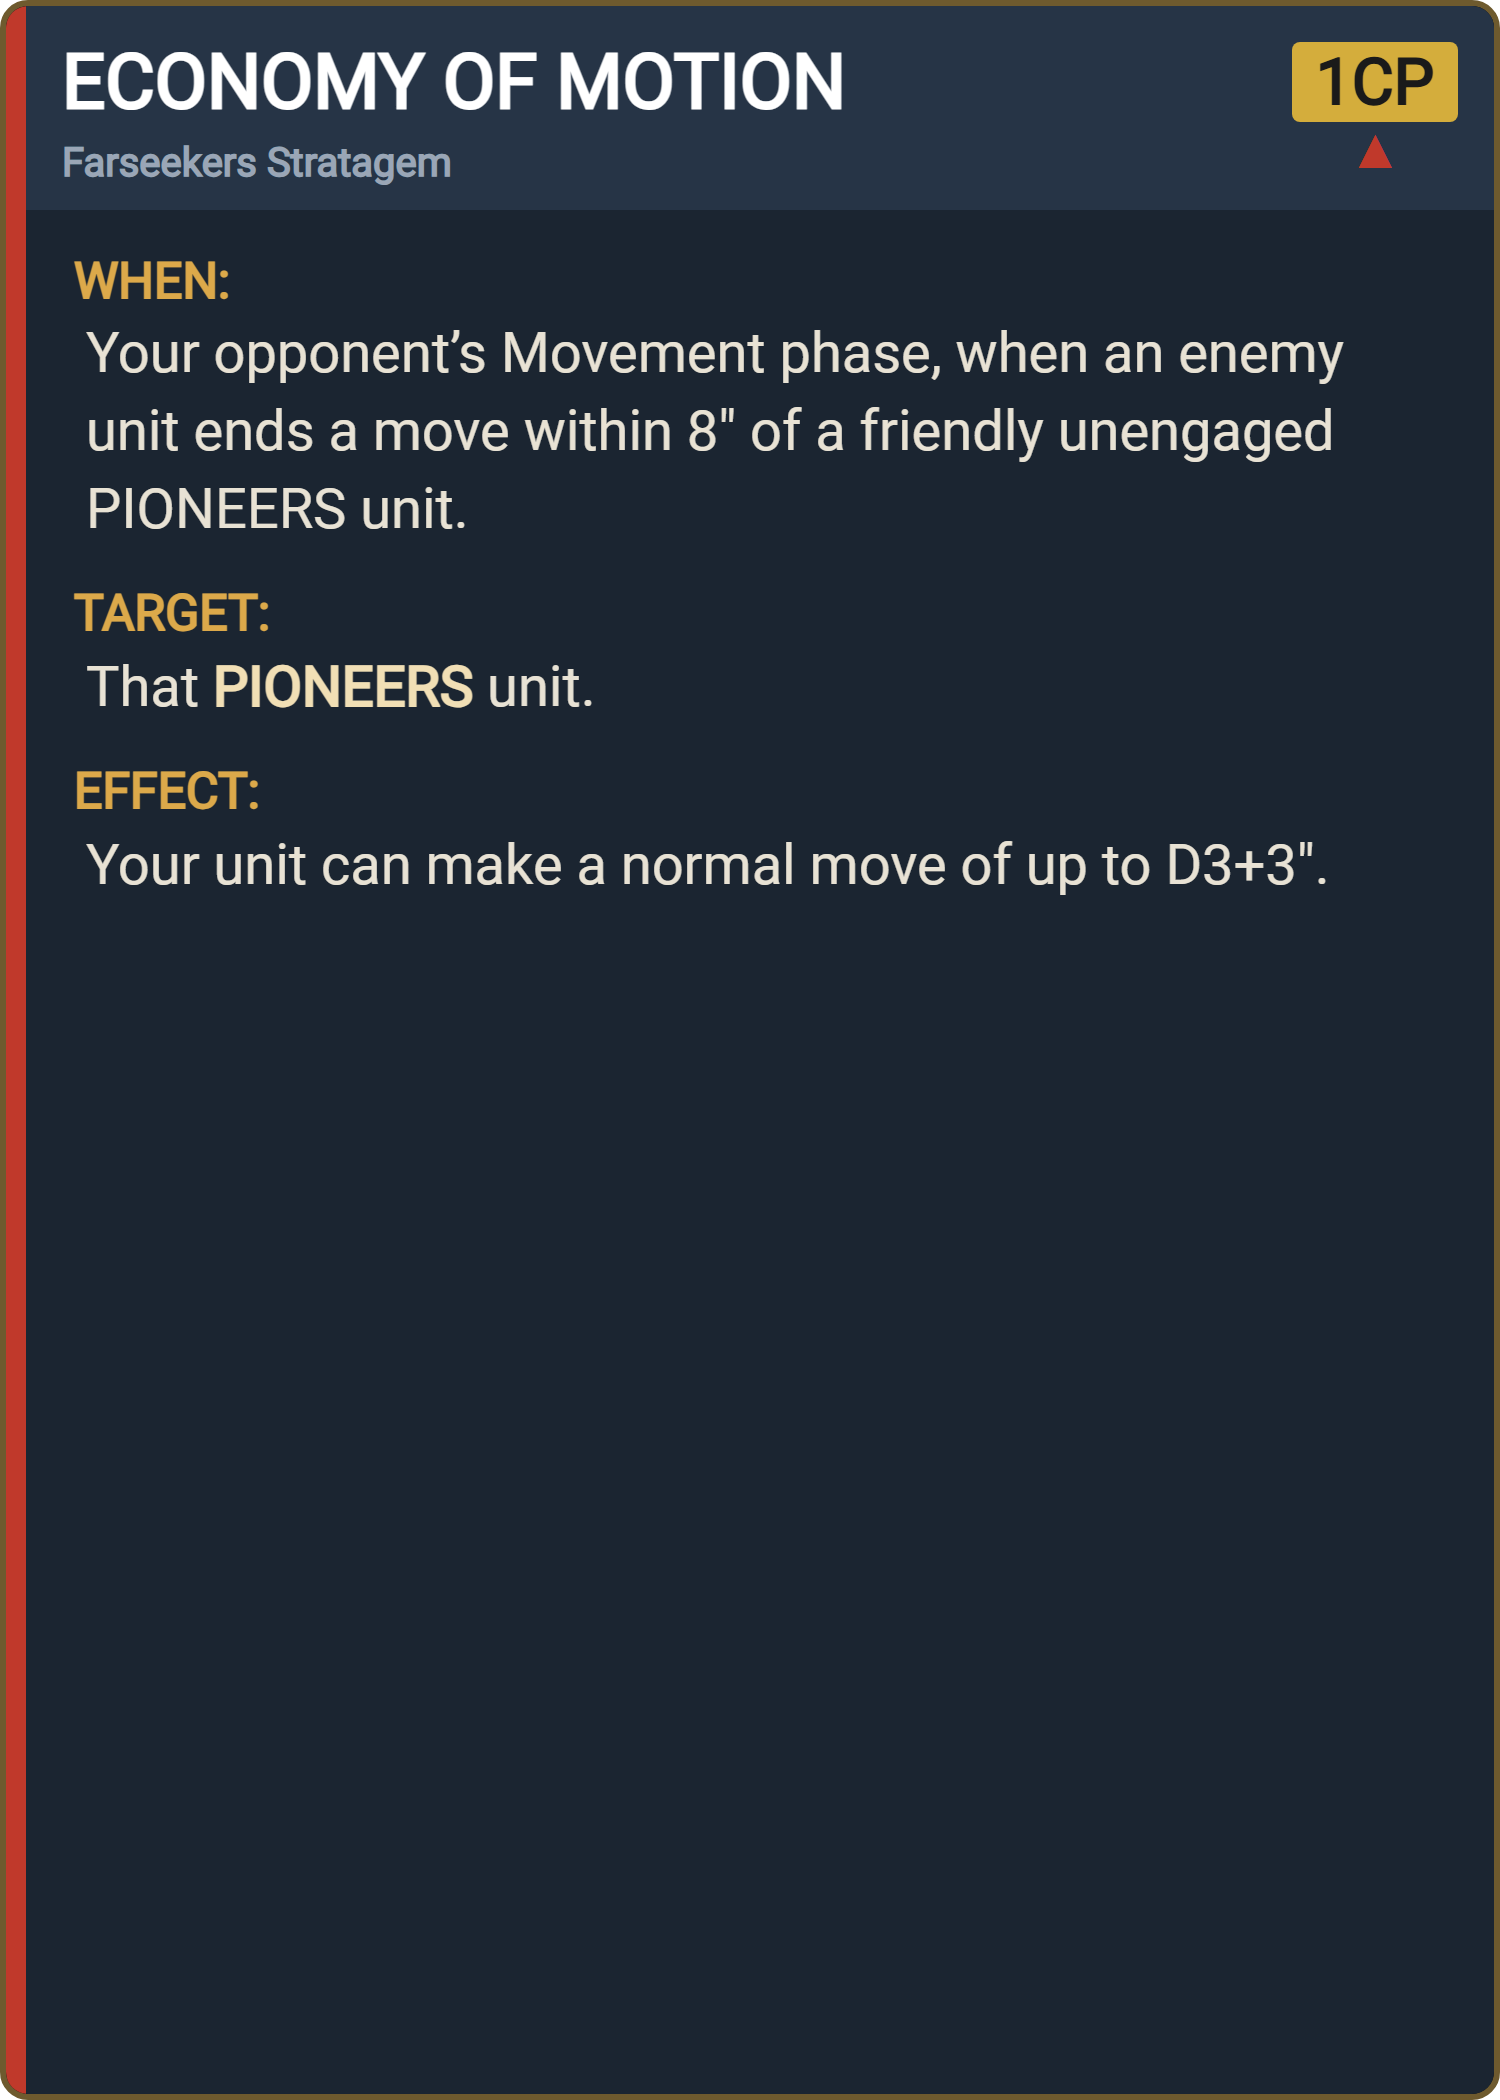 ECONOMY OF MOTION
1CP
Farseekers Stratagem
WHEN:
Your opponent’s Movement phase, when an enemy
unit ends a move within 8" of a friendly unengaged
PIONEERS unit.
TARGET:
That PIONEERS unit.
EFFECT:
Your unit can make a normal move of up to D3+3".